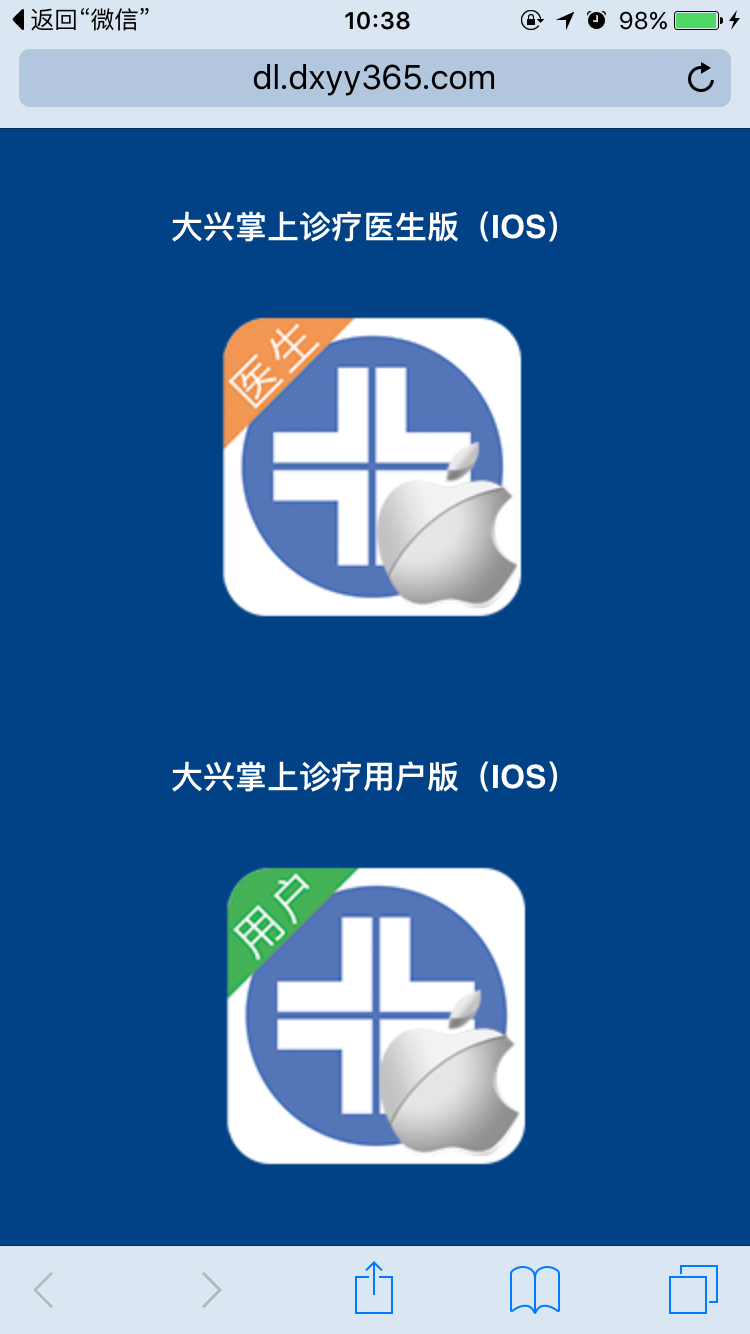 返回“微信”
10:38
98%
dl.dxyy365.com
大兴掌上诊疗医生版（IOS）
医生
大兴掌上诊疗用户版（IOS）
用户